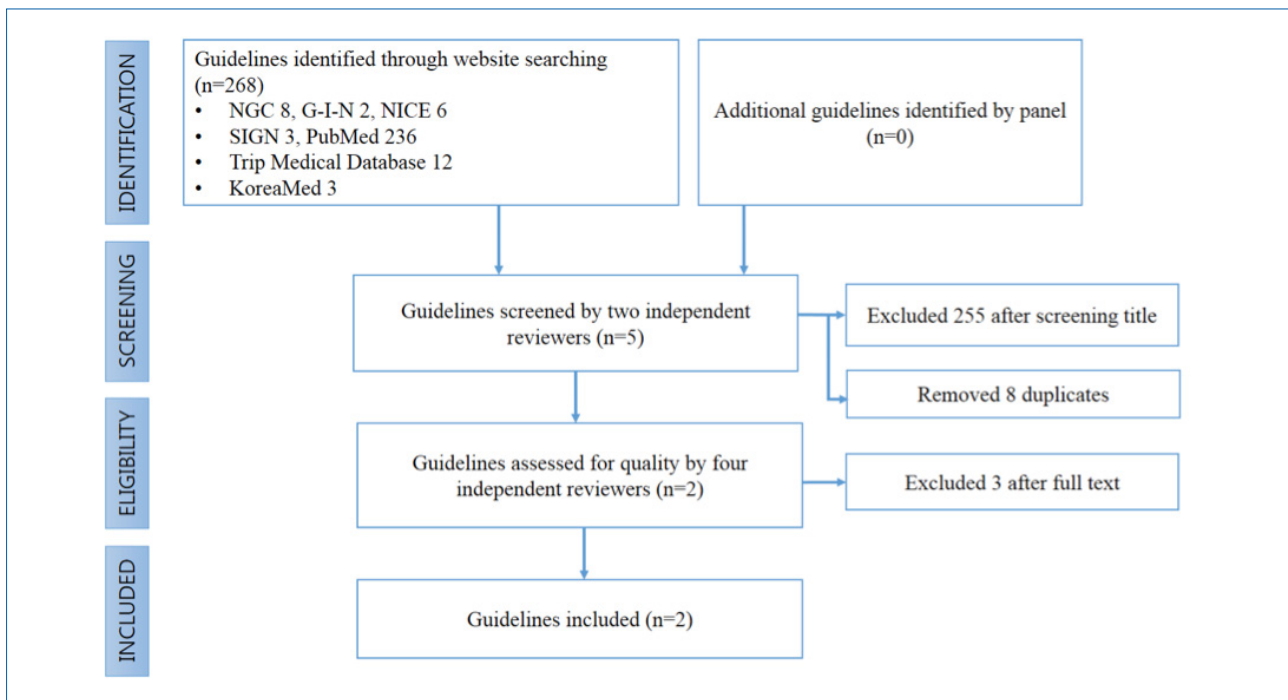 IDENTIFICATION
Guidelines identified through website searching
(n=268)
• NGC 8, G-I-N 2, NICE 6
• SIGN 3, PubMed 236
• Trip Medical Database 12
• KoreaMed 3
Additional guidelines identified by panel
(n=0)
SCREENING
Guidelines screened by two independent
reviewers (n=5)
Excluded 255 after screening title
Removed 8 duplicates
ELIGIBILITY
Guidelines assessed for quality by four
independent reviewers (n=2)
Excluded 3 after full text
INCLUDED
Guidelines included (n=2)